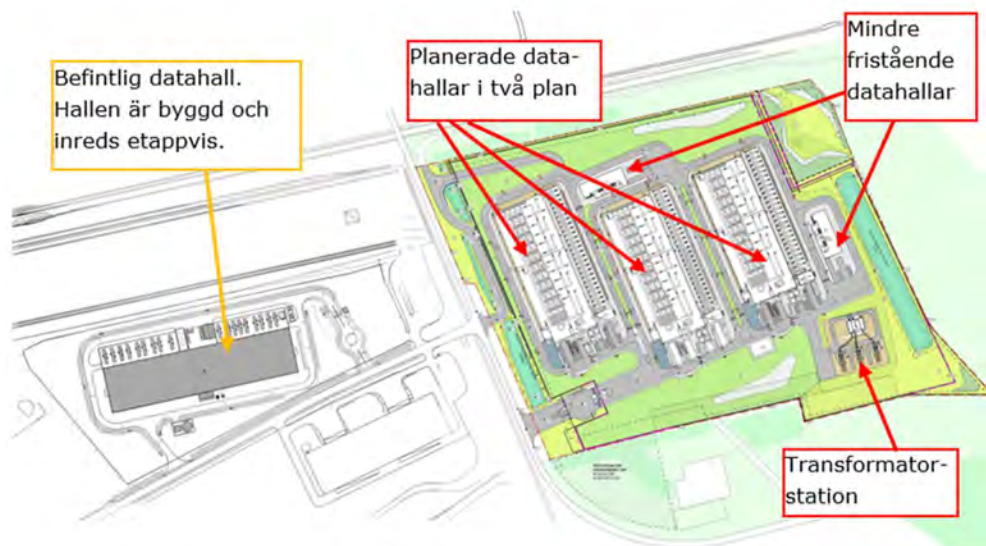 Befintlig datahall.
Hallen är byggd och
inreds etappvis.
Planerade data-
hallar i två plan
Mindre
fristående
datahallar
Transformator-
station